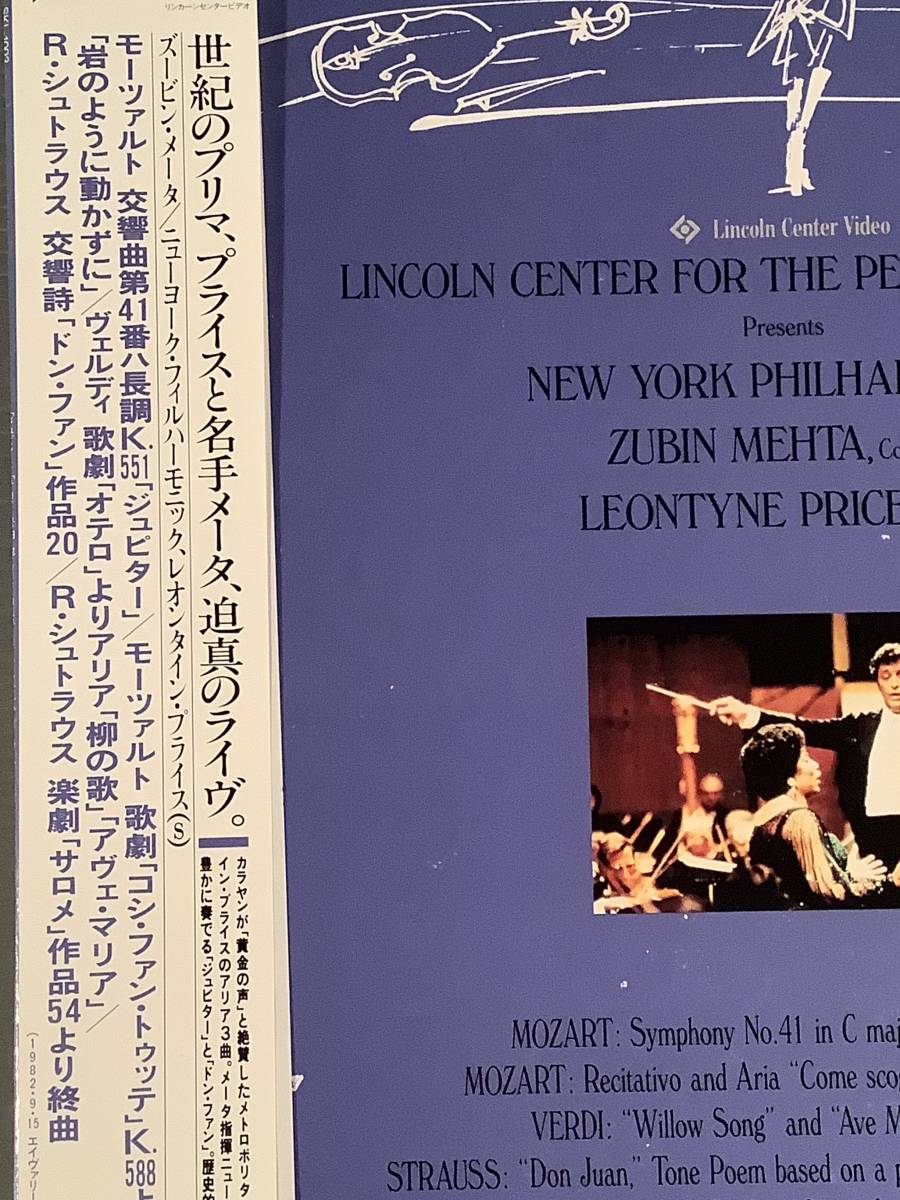 リンカーンセンタービデオ
世紀のプリマ、プライスと名手メータ、迫真のライヴ。
カラヤンが「黄金の声」と絶賛したメトロポリタ
イン・プライスのアリア3曲。メータ指揮ニュー
豊かに奏でる「ジュピター」と「ドン・ファン」。歴史的
ズービン・メータ/ニューヨーク・フィルハーモニック、レオンタイン・プライス(S)
モーツァルト 交響曲第41番ハ長調K.551「ジュピター」/モーツァルト 歌劇「コシ・ファン・トゥッテ」K.588よ
「岩のように動かずに」/ヴェルディ 歌劇「オテロ」よりアリア「柳の歌」「アヴェ・マリア」/
R・シュトラウス 交響詩「ドン・ファン」作品20/R・シュトラウス 楽劇「サロメ」作品54より終曲
(1982・9・15 エイヴァリー
Lincoln Center Video
LINCOLN CENTER FOR THE PE
Presents
NEW YORK PHILHA
ZUBIN MEHTA, Co
LEONTYNE PRICE
MOZART: Symphony No.41 in C maj
MOZART: Recitativo and Aria “Come scog
VERDI: “Willow Song” and “Ave M
STRAUSS: “Don Juan,” Tone Poem based on a p